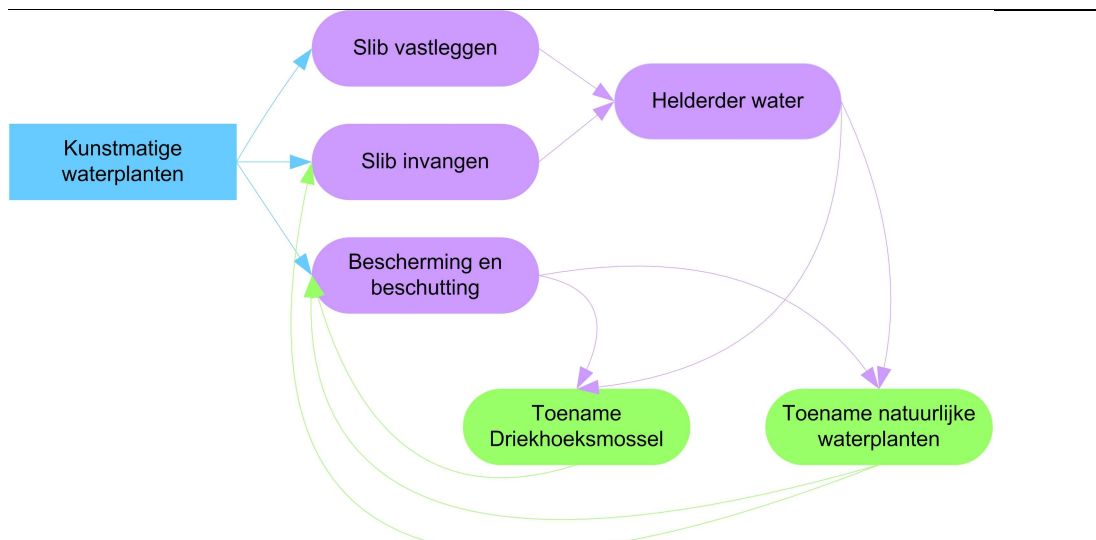 Slib vastleggen
Helderder water
Kunstmatige
waterplanten
Slib invangen
Bescherming en
beschutting
Toename
Driekhoeksmossel
Toename natuurlijke
waterplanten